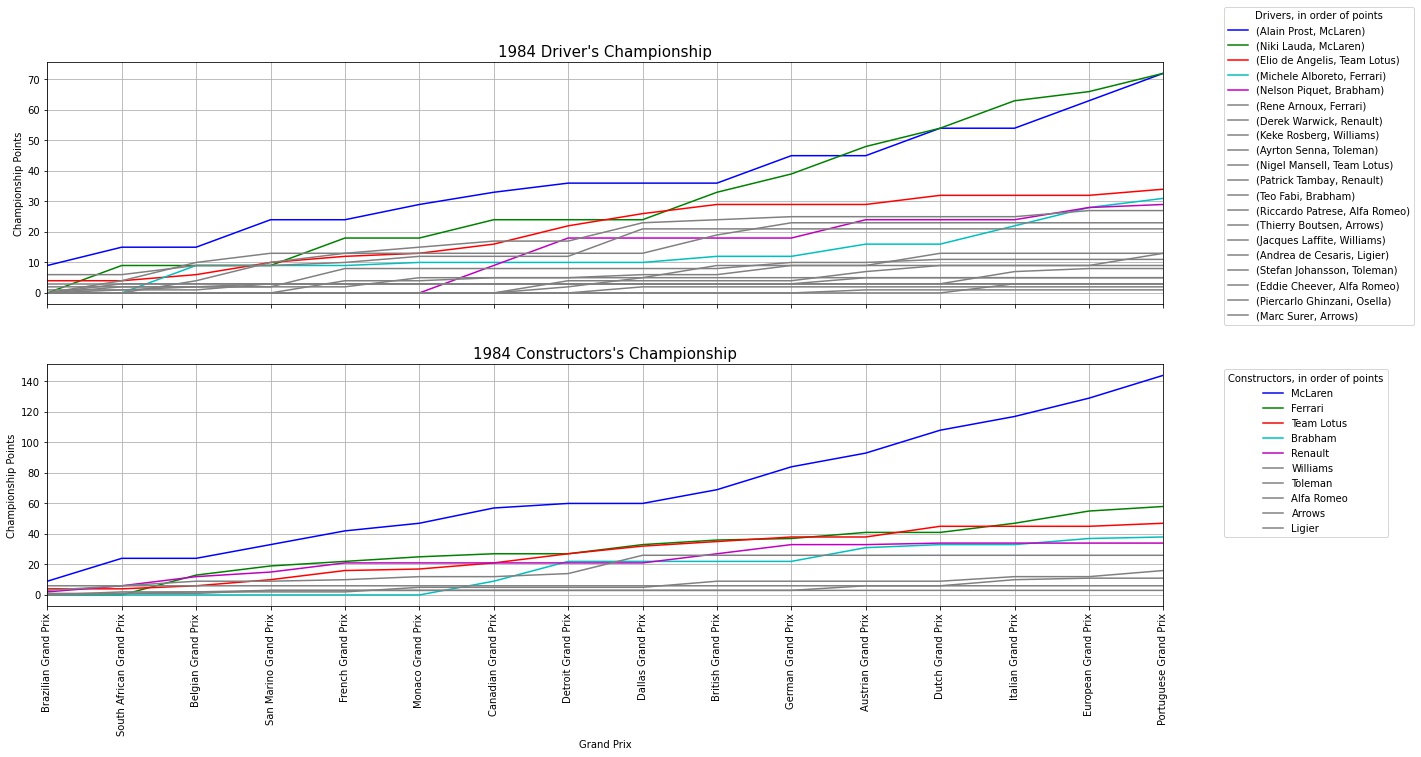 1984 Driver's Championship
Championship Points
70
60
50
40
30
20
10
0
Drivers, in order of points
(Alain Prost, McLaren)
(Niki Lauda, McLaren)
(Elio de Angelis, Team Lotus)
(Michele Alboreto, Ferrari)
(Nelson Piquet, Brabham)
(Rene Arnoux, Ferrari)
(Derek Warwick, Renault)
(Keke Rosberg, Williams)
(Ayrton Senna, Toleman)
(Nigel Mansell, Team Lotus)
(Patrick Tambay, Renault)
(Teo Fabi, Brabham)
(Riccardo Patrese, Alfa Romeo)
(Thierry Boutsen, Arrows)
(Jacques Laffite, Williams)
(Andrea de Cesaris, Ligier)
(Stefan Johansson, Toleman)
(Eddie Cheever, Alfa Romeo)
(Piercarlo Ghinzani, Osella)
(Marc Surer, Arrows)
1984 Constructors's Championship
Championship Points
140
120
100
80
60
40
20
0
Constructors, in order of points
McLaren
Ferrari
Team Lotus
Brabham
Renault
Williams
Toleman
Alfa Romeo
Arrows
Ligier
Brazilian Grand Prix
South African Grand Prix
Belgian Grand Prix
San Marino Grand Prix
French Grand Prix
Monaco Grand Prix
Canadian Grand Prix
Detroit Grand Prix
Dallas Grand Prix
British Grand Prix
German Grand Prix
Austrian Grand Prix
Dutch Grand Prix
Italian Grand Prix
European Grand Prix
Portuguese Grand Prix
Grand Prix